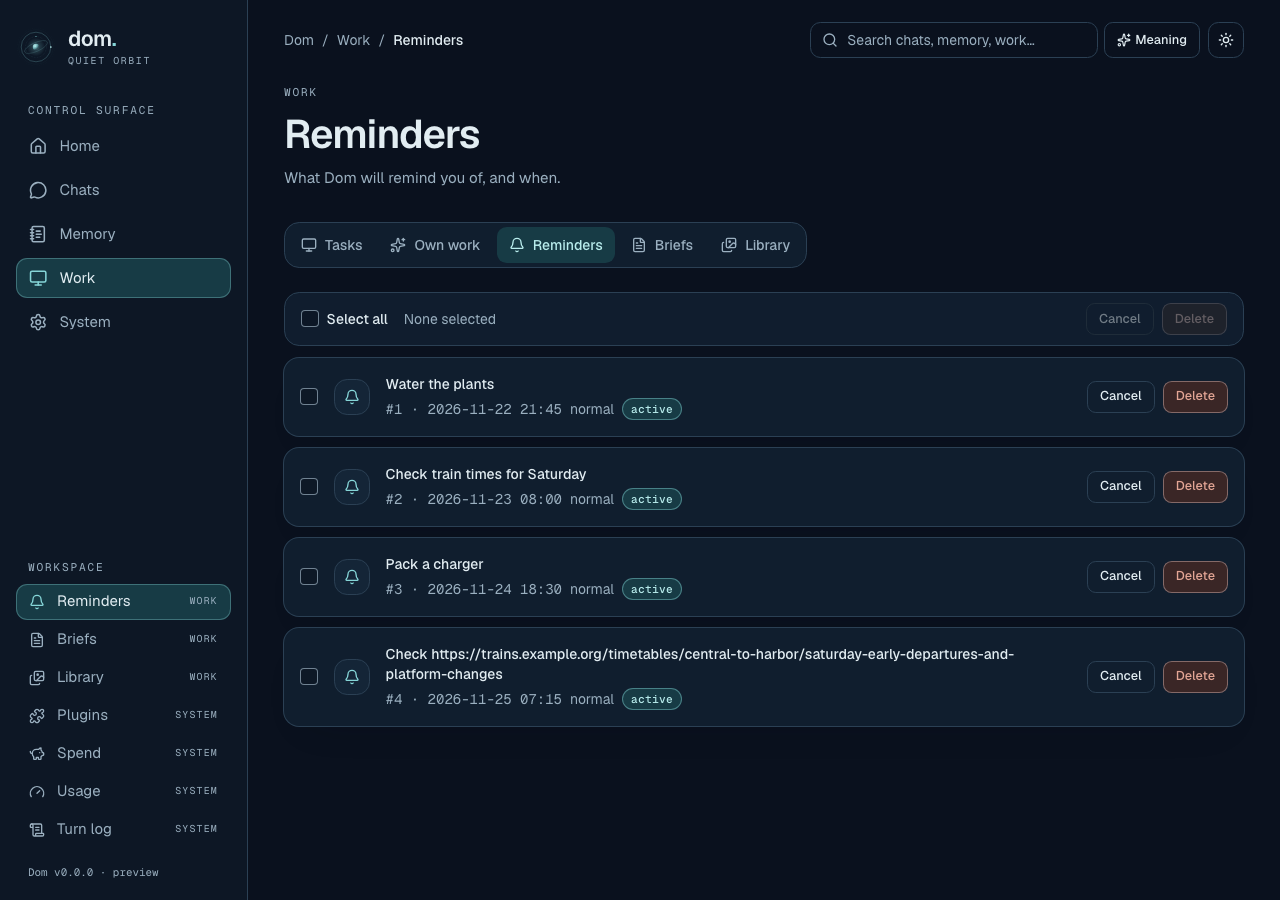 dom.
QUIET ORBIT
CONTROL SURFACE
Home
Chats
Memory
Work
System
WORKSPACE
Reminders WORK
Briefs WORK
Library WORK
Plugins SYSTEM
Spend SYSTEM
Usage SYSTEM
Turn log SYSTEM
Dom v0.0.0 · preview
Dom / Work / Reminders
Search chats, memory, work…
Meaning
WORK
Reminders
What Dom will remind you of, and when.
Tasks Own work Reminders Briefs Library
Select all None selected Cancel Delete
Water the plants
#1 · 2026-11-22 21:45 normal active
Cancel Delete
Check train times for Saturday
#2 · 2026-11-23 08:00 normal active
Cancel Delete
Pack a charger
#3 · 2026-11-24 18:30 normal active
Cancel Delete
Check https://trains.example.org/timetables/central-to-harbor/saturday-early-departures-and-
platform-changes
#4 · 2026-11-25 07:15 normal active
Cancel Delete